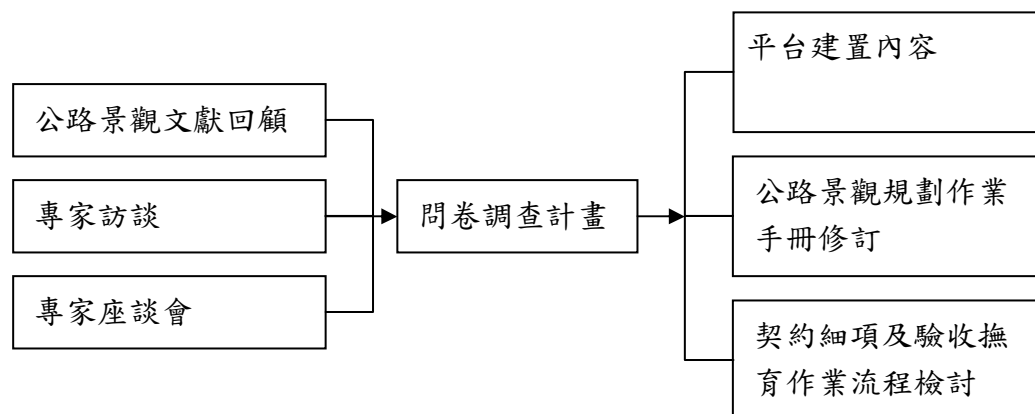 公路景觀文獻回顧
專家訪談
專家座談會
問卷調查計畫
平台建置內容
公路景觀規劃作業
手冊修訂
契約細項及驗收撫
育作業流程檢討